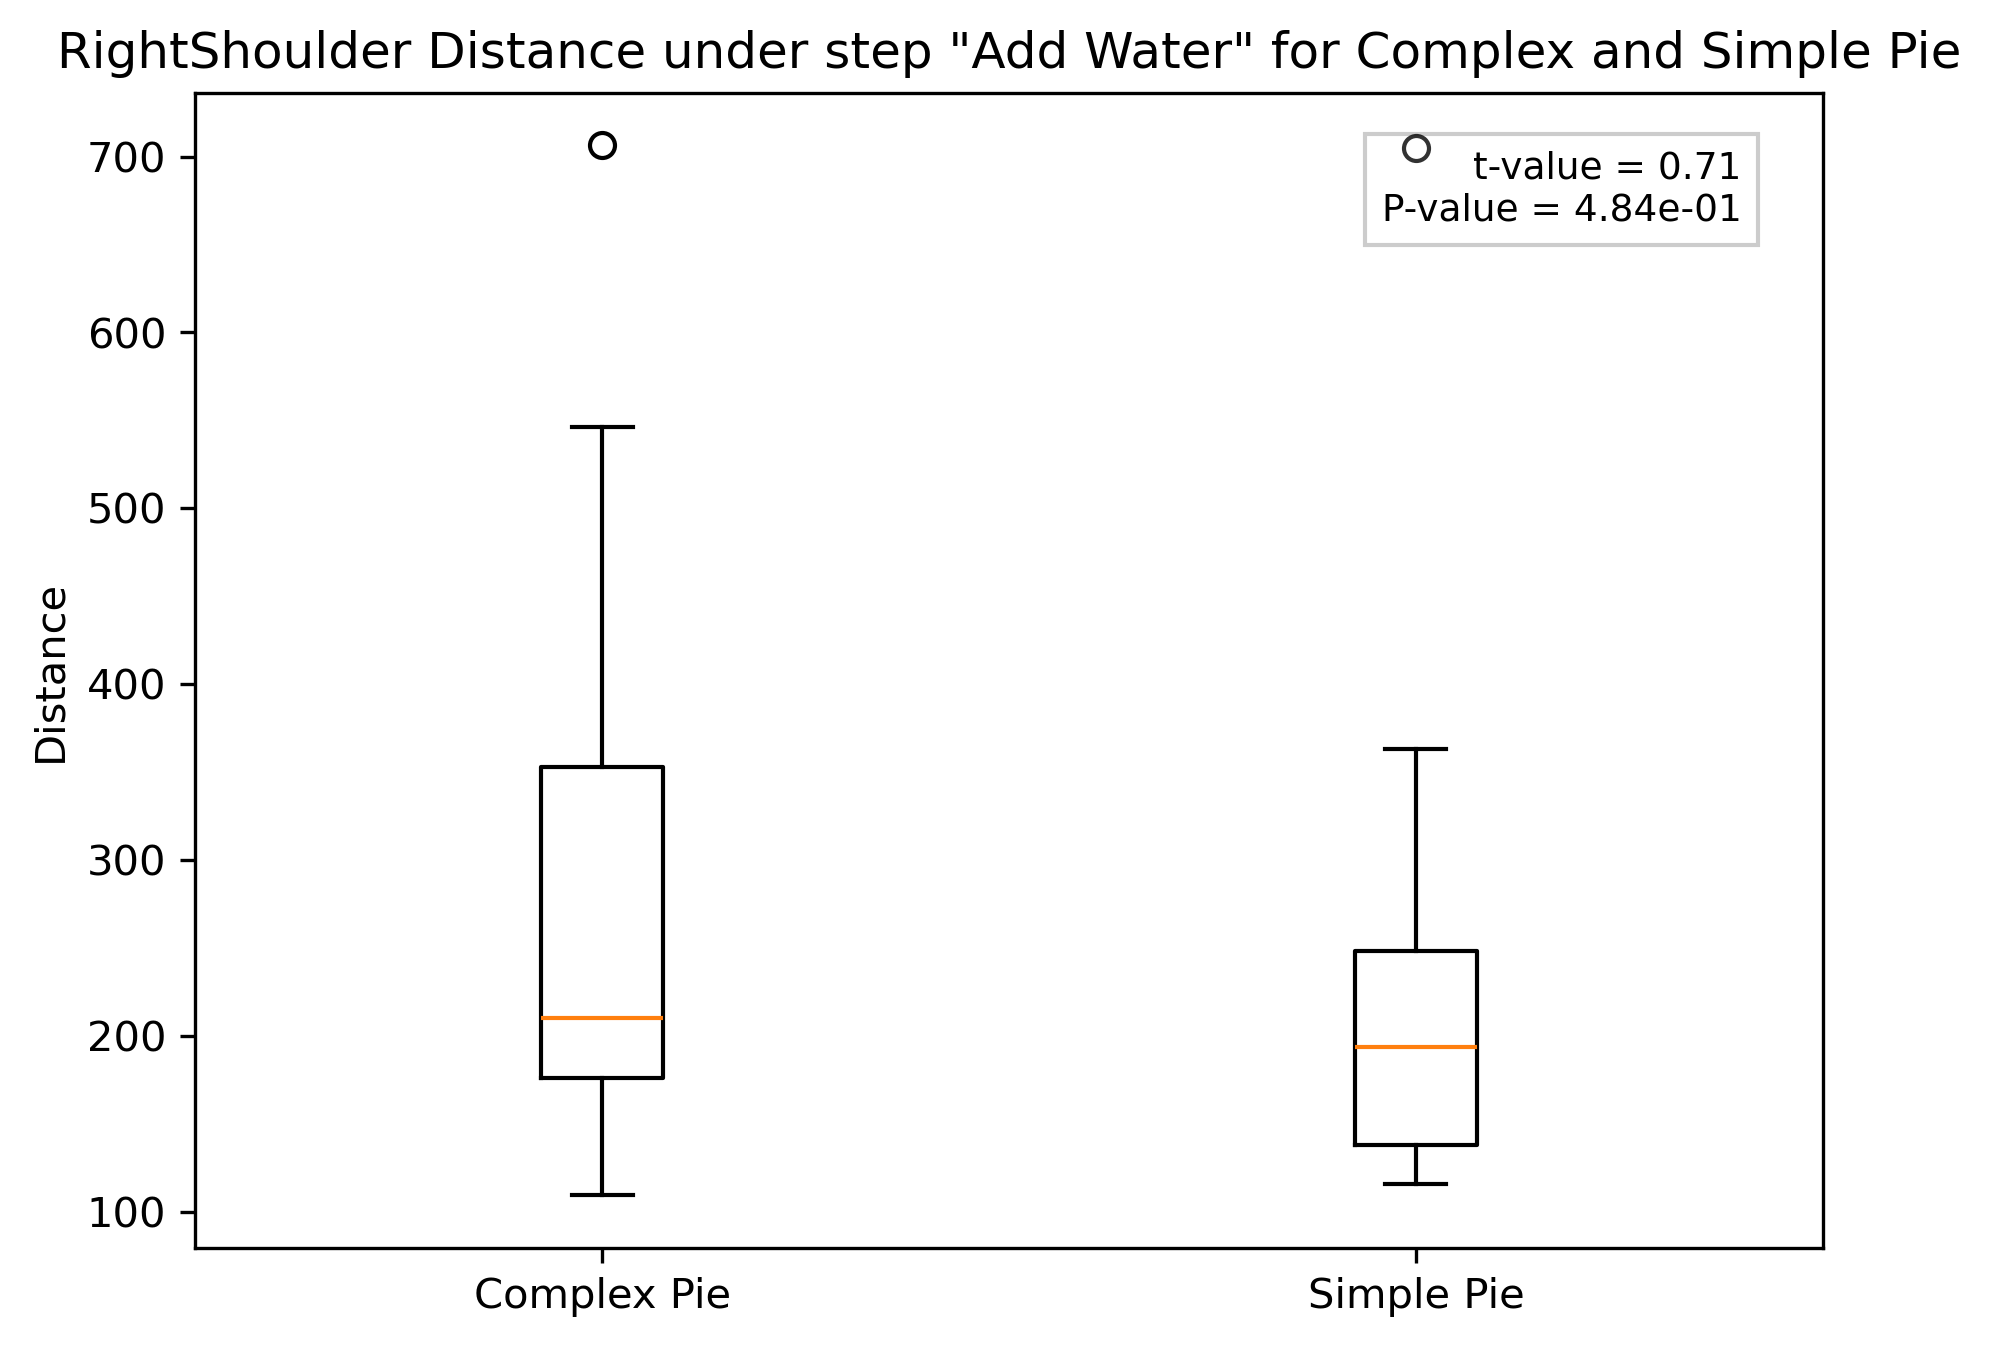 RightShoulder Distance under step "Add Water" for Complex and Simple Pie
t-value = 0.71
P-value = 4.84e-01
700
600
500
400
300
200
100
Distance
Complex Pie
Simple Pie